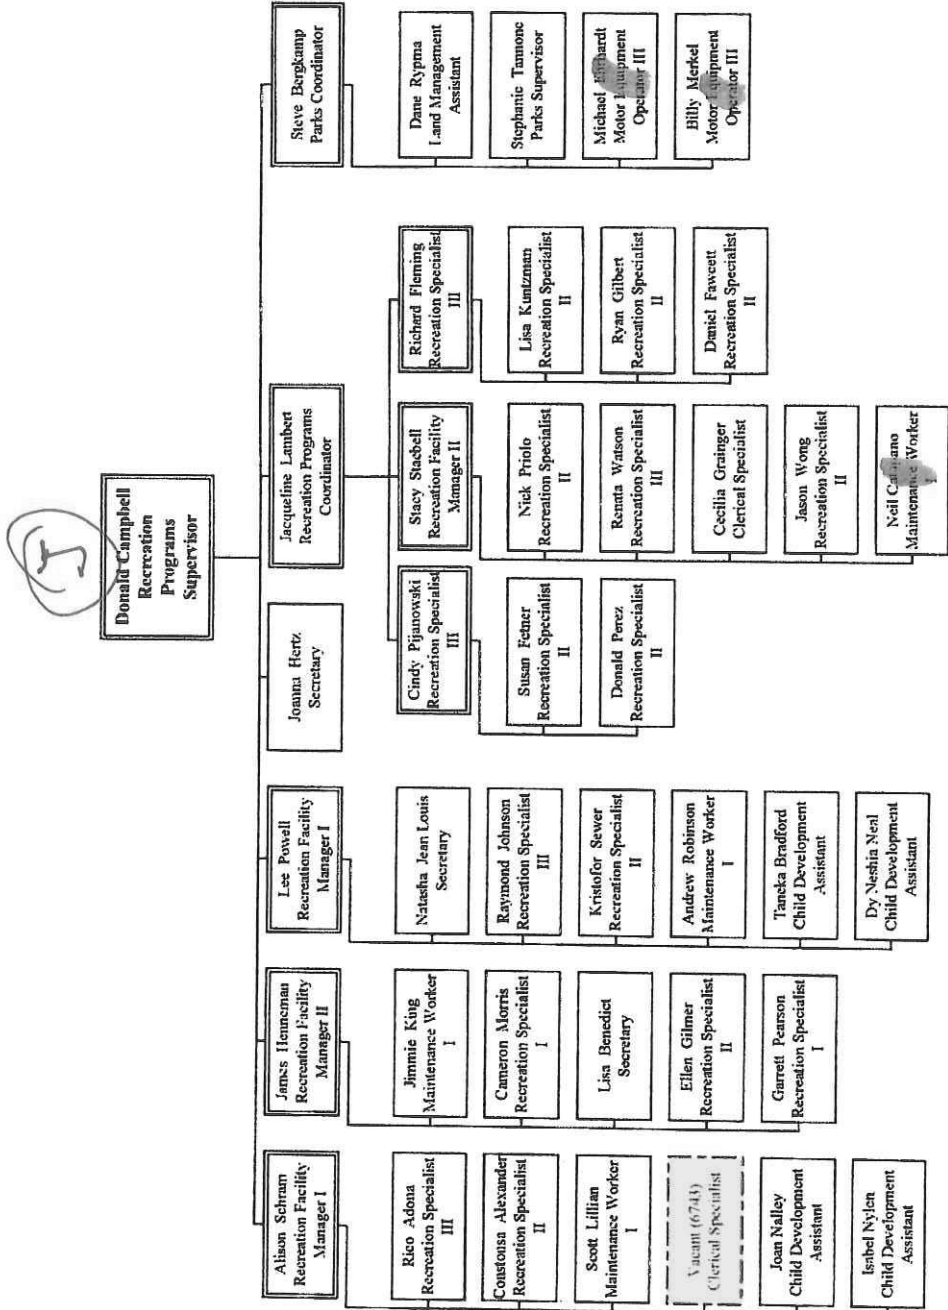 5
Donald Campbell
Recreation
Programs
Supervisor
Alison Schram
Recreation Facility
Manager I
James Henneman
Recreation Facility
Manager II
Lee Powell
Recreation Facility
Manager I
Joanna Hertz
Secretary
Jacqueline Lambert
Recreation Programs
Coordinator
Steve Bergkamp
Parks Coordinator
Rico Adona
Recreation Specialist
III
Constousa Alexander
Recreation Specialist
II
Scott Lillian
Maintenance Worker
I
Vacant (6743)
Clerical Specialist
Joan Nalley
Child Development
Assistant
Isabel Nylen
Child Development
Assistant
Jimmie King
Maintenance Worker
I
Cameron Morris
Recreation Specialist
I
Lisa Benedict
Secretary
Ellen Gilmer
Recreation Specialist
II
Garrett Pearson
Recreation Specialist
I
Natasha Jean Louis
Secretary
Raymond Johnson
Recreation Specialist
III
Kristofor Sewer
Recreation Specialist
II
Andrew Robinson
Maintenance Worker
I
Taneka Bradford
Child Development
Assistant
Dy Neshia Neal
Child Development
Assistant
Cindy Pijanowski
Recreation Specialist
III
Susan Fetner
Recreation Specialist
II
Donald Perez
Recreation Specialist
II
Stacy Staebell
Recreation Facility
Manager II
Nick Priolo
Recreation Specialist
II
Renata Watson
Recreation Specialist
III
Cecilia Grainger
Clerical Specialist
Jason Wong
Recreation Specialist
II
Neil
Maintenance Worker
I
Richard Fleming
Recreation Specialist
III
Lisa Kuntzman
Recreation Specialist
II
Ryan Gilbert
Recreation Specialist
II
Daniel Fawcett
Recreation Specialist
II
Dane Rypma
Land Management
Assistant
Stephanie Tannone
Parks Supervisor
Michael Ehrhardt
Motor Equipment
Operator III
Billy Merkel
Motor Equipment
Operator III